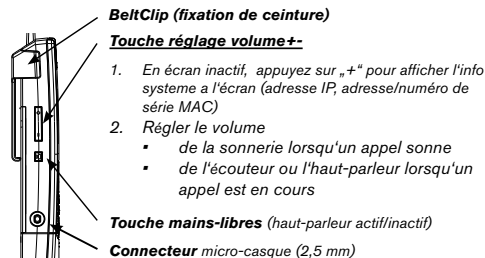 BeltClip (fixation de ceinture)
Touche réglage volume+-
1. En écran inactif, appuyez sur „+“ pour afficher l'info
systeme a l'écran (adresse IP, adresse/numéro de
série MAC)
2. Régler le volume
▪ de la sonnerie lorsqu'un appel sonne
▪ de l'écouteur ou l'haut-parleur lorsqu'un
appel est en cours
Touche mains-libres (haut-parleur actif/inactif)
Connecteur micro-casque (2,5 mm)